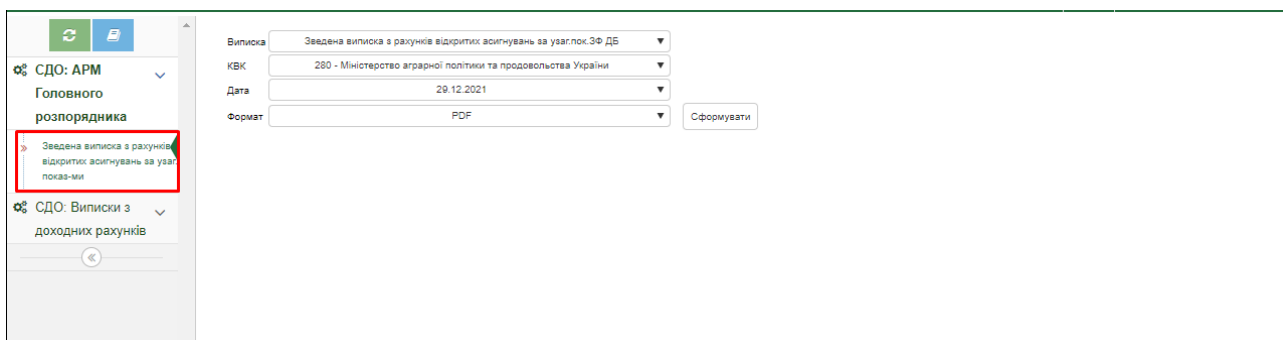 СДО: АРМ
Головного
розпорядника
Зведена виписка з рахунків
відкритих асигнувань за узаг.
показ-ми
СДО: Виписки з
доходних рахунків
Виписка
Зведена виписка з рахунків відкритих асигнувань за узаг.пок.ЗФ ДБ
КВК
280 - Міністерство аграрної політики та продовольства України
Дата
29.12.2021
Формат
PDF
Сформувати